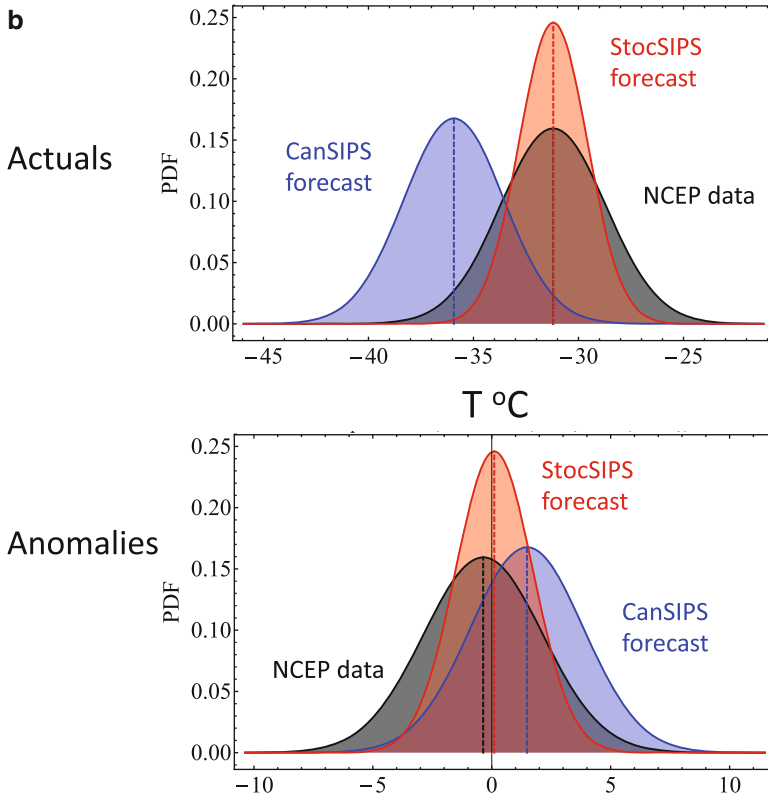 b
0.25
0.20
0.15
0.10
0.05
0.00
PDF
Actuals
StocSIPS
forecast
CanSIPS
forecast
NCEP data
−45 −40 −35 −30 −25
T °C
0.25
0.20
0.15
0.10
0.05
0.00
PDF
Anomalies
StocSIPS
forecast
CanSIPS
forecast
NCEP data
−10 −5 0 5 10